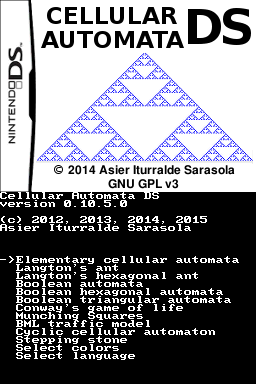 CELLULAR
AUTOMATA DS
NINTENDO DS
© 2014 Asier Iturralde Sarasola
GNU GPL v3
Cellular Automata DS
version 0.10.5.0
(c) 2012, 2013, 2014, 2015
Asier Iturralde Sarasola
->Elementary cellular automata
Langton's ant
Langton's hexagonal ant
Boolean automata
Boolean hexagonal automata
Boolean triangular automata
Conway's game of life
Munching Squares
BML traffic model
Cyclic cellular automaton
Stepping stone
Select colors
Select language